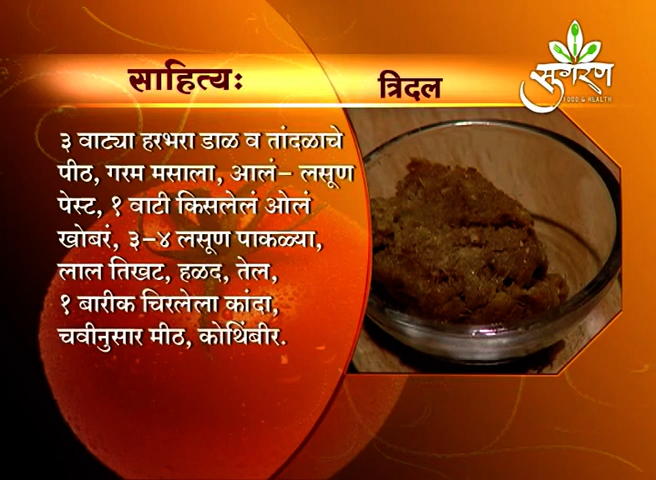 साहित्यः
त्रिदल
सुगरण
FOOD & HEALTH
३ वाट्या हरभरा डाळ व तांदळाचे
पीठ, गरम मसाला, आलं- लसूण
पेस्ट, १ वाटी किसलेलं ओलं
खोबरं, ३-४ लसूण पाकळ्या,
लाल तिखट, हळद, तेल,
१ बारीक चिरलेला कांदा,
चवीनुसार मीठ, कोथिंबीर.